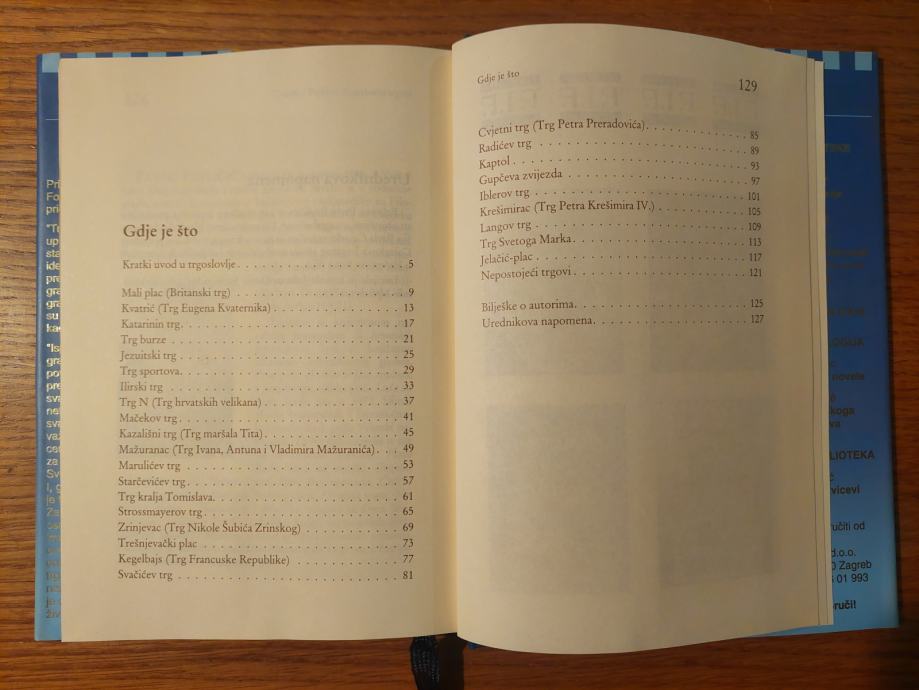 Gdje je što
Kratki uvod u trgoslovlje. . . . . . . . . . . . . . . . . . . . . . . 5
Mali plac (Britanski trg) . . . . . . . . . . . . . . . . . . . . . . . 9
Kvatrić (Trg Eugena Kvaternika) . . . . . . . . . . . . . . . . . 13
Katarinin trg. . . . . . . . . . . . . . . . . . . . . . . . . . . . . 17
Trg burze . . . . . . . . . . . . . . . . . . . . . . . . . . . . . . 21
Jezuitski trg . . . . . . . . . . . . . . . . . . . . . . . . . . . . . 25
Trg sportova. . . . . . . . . . . . . . . . . . . . . . . . . . . . . 29
Ilirski trg . . . . . . . . . . . . . . . . . . . . . . . . . . . . . . 33
Trg N (Trg hrvatskih velikana) . . . . . . . . . . . . . . . . . . 37
Mačekov trg. . . . . . . . . . . . . . . . . . . . . . . . . . . . . 41
Kazališni trg (Trg maršala Tita) . . . . . . . . . . . . . . . . . . 45
Mažuranac (Trg Ivana, Antuna i Vladimira Mažuranića). . . . 49
Marulićev trg . . . . . . . . . . . . . . . . . . . . . . . . . . . . 53
Starčevićev trg . . . . . . . . . . . . . . . . . . . . . . . . . . . 57
Trg kralja Tomislava. . . . . . . . . . . . . . . . . . . . . . . . . 61
Strossmayerov trg . . . . . . . . . . . . . . . . . . . . . . . . . 65
Zrinjevac (Trg Nikole Šubića Zrinskog) . . . . . . . . . . . . . 69
Trešnjevački plac . . . . . . . . . . . . . . . . . . . . . . . . . . 73
Kegelbajs (Trg Francuske Republike) . . . . . . . . . . . . . . 77
Svačićev trg . . . . . . . . . . . . . . . . . . . . . . . . . . . . . 81
Gdje je što 129
Cvjetni trg (Trg Petra Preradovića). . . . . . . . . . . . . . . 85
Radićev trg . . . . . . . . . . . . . . . . . . . . . . . . . . . . . 89
Kaptol . . . . . . . . . . . . . . . . . . . . . . . . . . . . . . . . 93
Gupčeva zvijezda . . . . . . . . . . . . . . . . . . . . . . . . . 97
Iblerov trg . . . . . . . . . . . . . . . . . . . . . . . . . . . . . 101
Krešimirac (Trg Petra Krešimira IV.) . . . . . . . . . . . . . . 105
Langov trg . . . . . . . . . . . . . . . . . . . . . . . . . . . . . 109
Trg Svetoga Marka . . . . . . . . . . . . . . . . . . . . . . . . 113
Jelačić-plac . . . . . . . . . . . . . . . . . . . . . . . . . . . . . 117
Nepostojeći trgovi . . . . . . . . . . . . . . . . . . . . . . . . . 121
Bilješke o autorima. . . . . . . . . . . . . . . . . . . . . . . . . 125
Urednikova napomena. . . . . . . . . . . . . . . . . . . . . . . 127
novele
LIOTEKA
d.o.o.
Zagreb
01 993